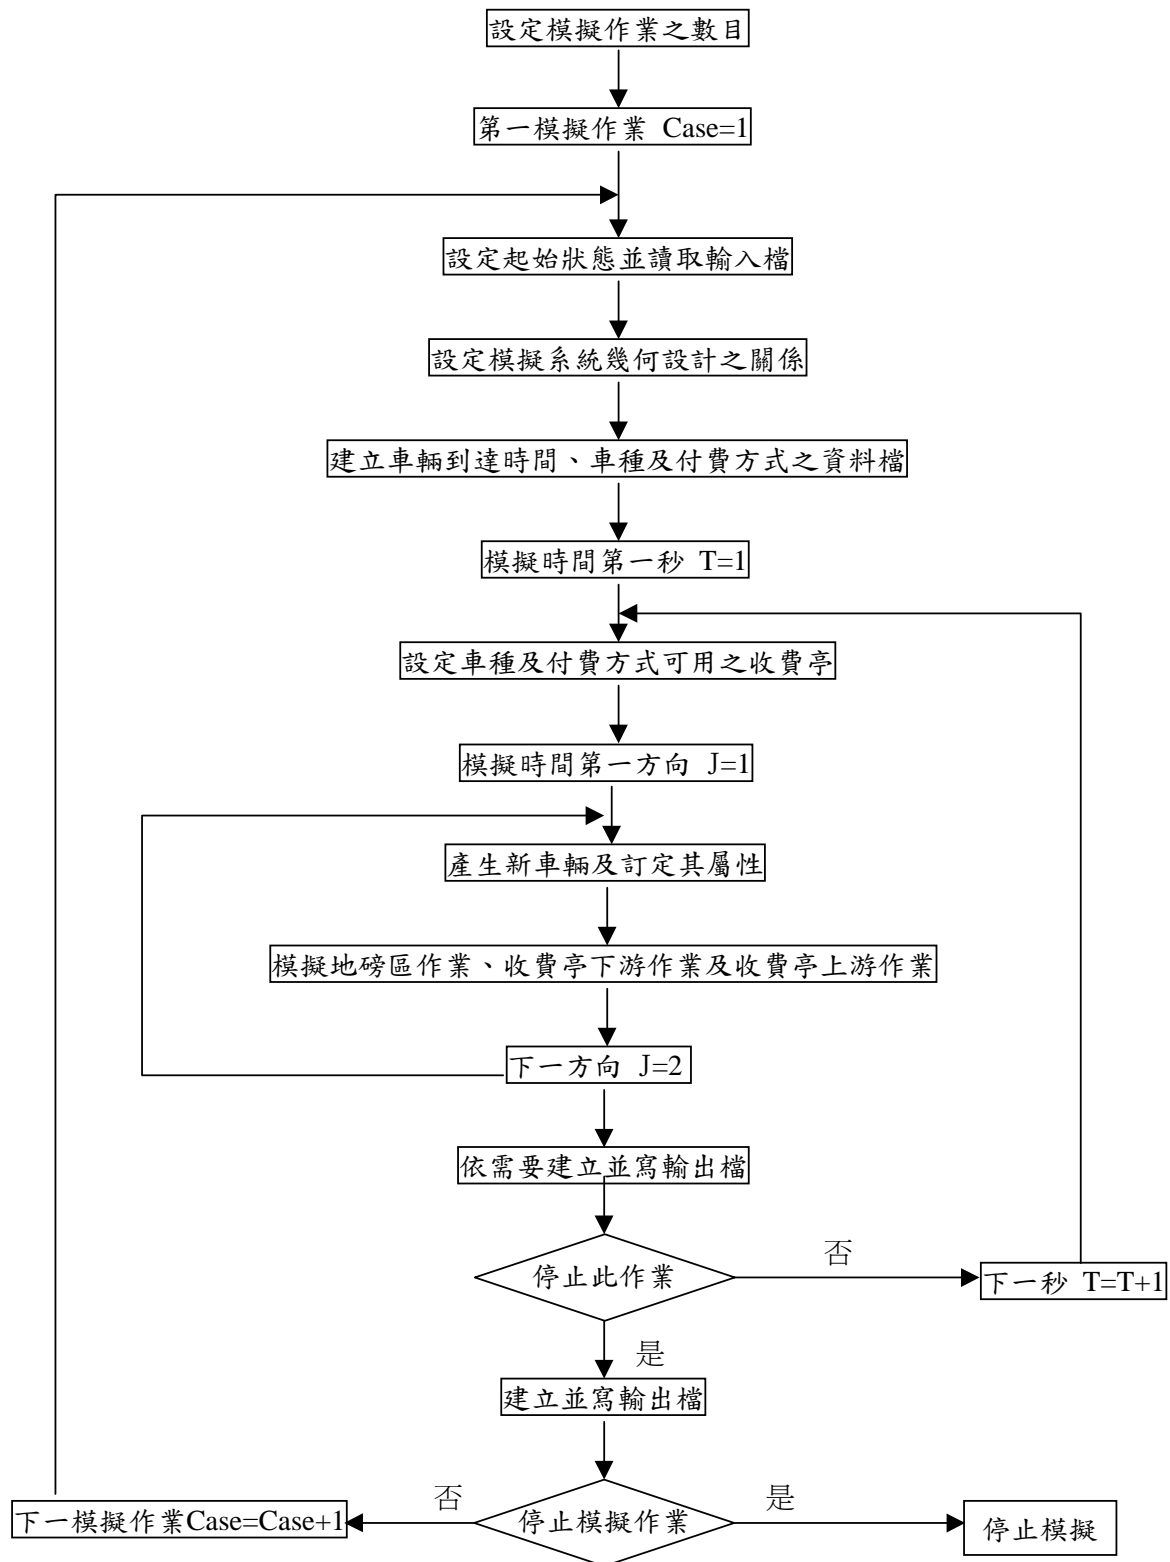 設定模擬作業之數目
第一模擬作業 Case=1
設定起始狀態並讀取輸入檔
設定模擬系統幾何設計之關係
建立車輛到達時間、車種及付費方式之資料檔
模擬時間第一秒 T=1
設定車種及付費方式可用之收費亭
模擬時間第一方向 J=1
產生新車輛及訂定其屬性
模擬地磅區作業、收費亭下游作業及收費亭上游作業
下一方向 J=2
依需要建立並寫輸出檔
停止此作業
否
下一秒 T=T+1
是
建立並寫輸出檔
停止模擬作業
否
下一模擬作業Case=Case+1
是
停止模擬